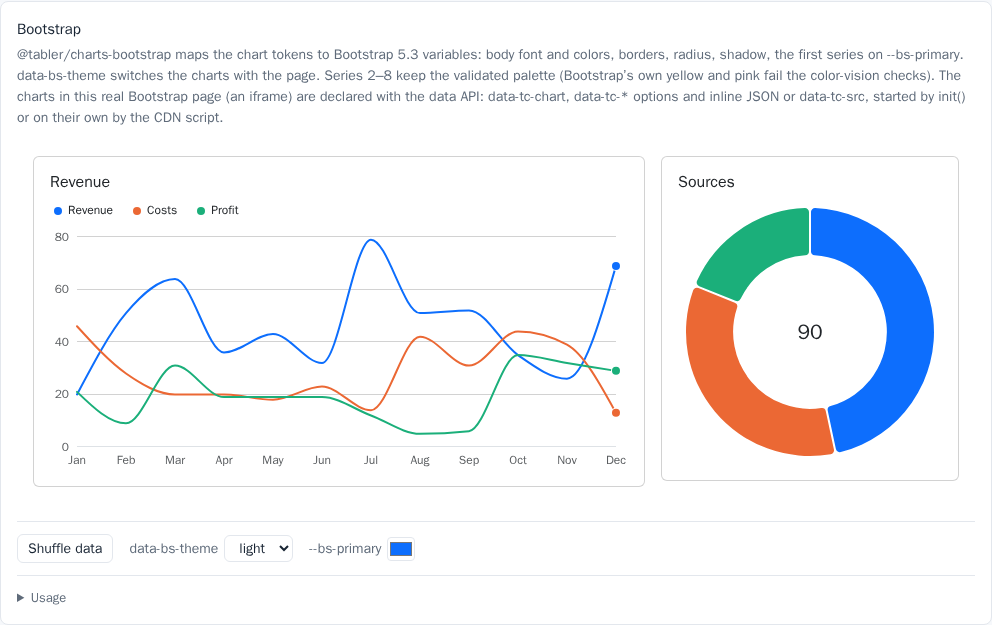 Bootstrap
@tabler/charts-bootstrap maps the chart tokens to Bootstrap 5.3 variables: body font and colors, borders, radius, shadow, the first series on --bs-primary.
data-bs-theme switches the charts with the page. Series 2–8 keep the validated palette (Bootstrap's own yellow and pink fail the color-vision checks). The
charts in this real Bootstrap page (an iframe) are declared with the data API: data-tc-chart, data-tc-* options and inline JSON or data-tc-src, started by init()
or on their own by the CDN script.
Revenue
Revenue Costs Profit
80
60
40
20
0
Jan Feb Mar Apr May Jun Jul Aug Sep Oct Nov Dec
Sources
90
Shuffle data data-bs-theme light --bs-primary
Usage